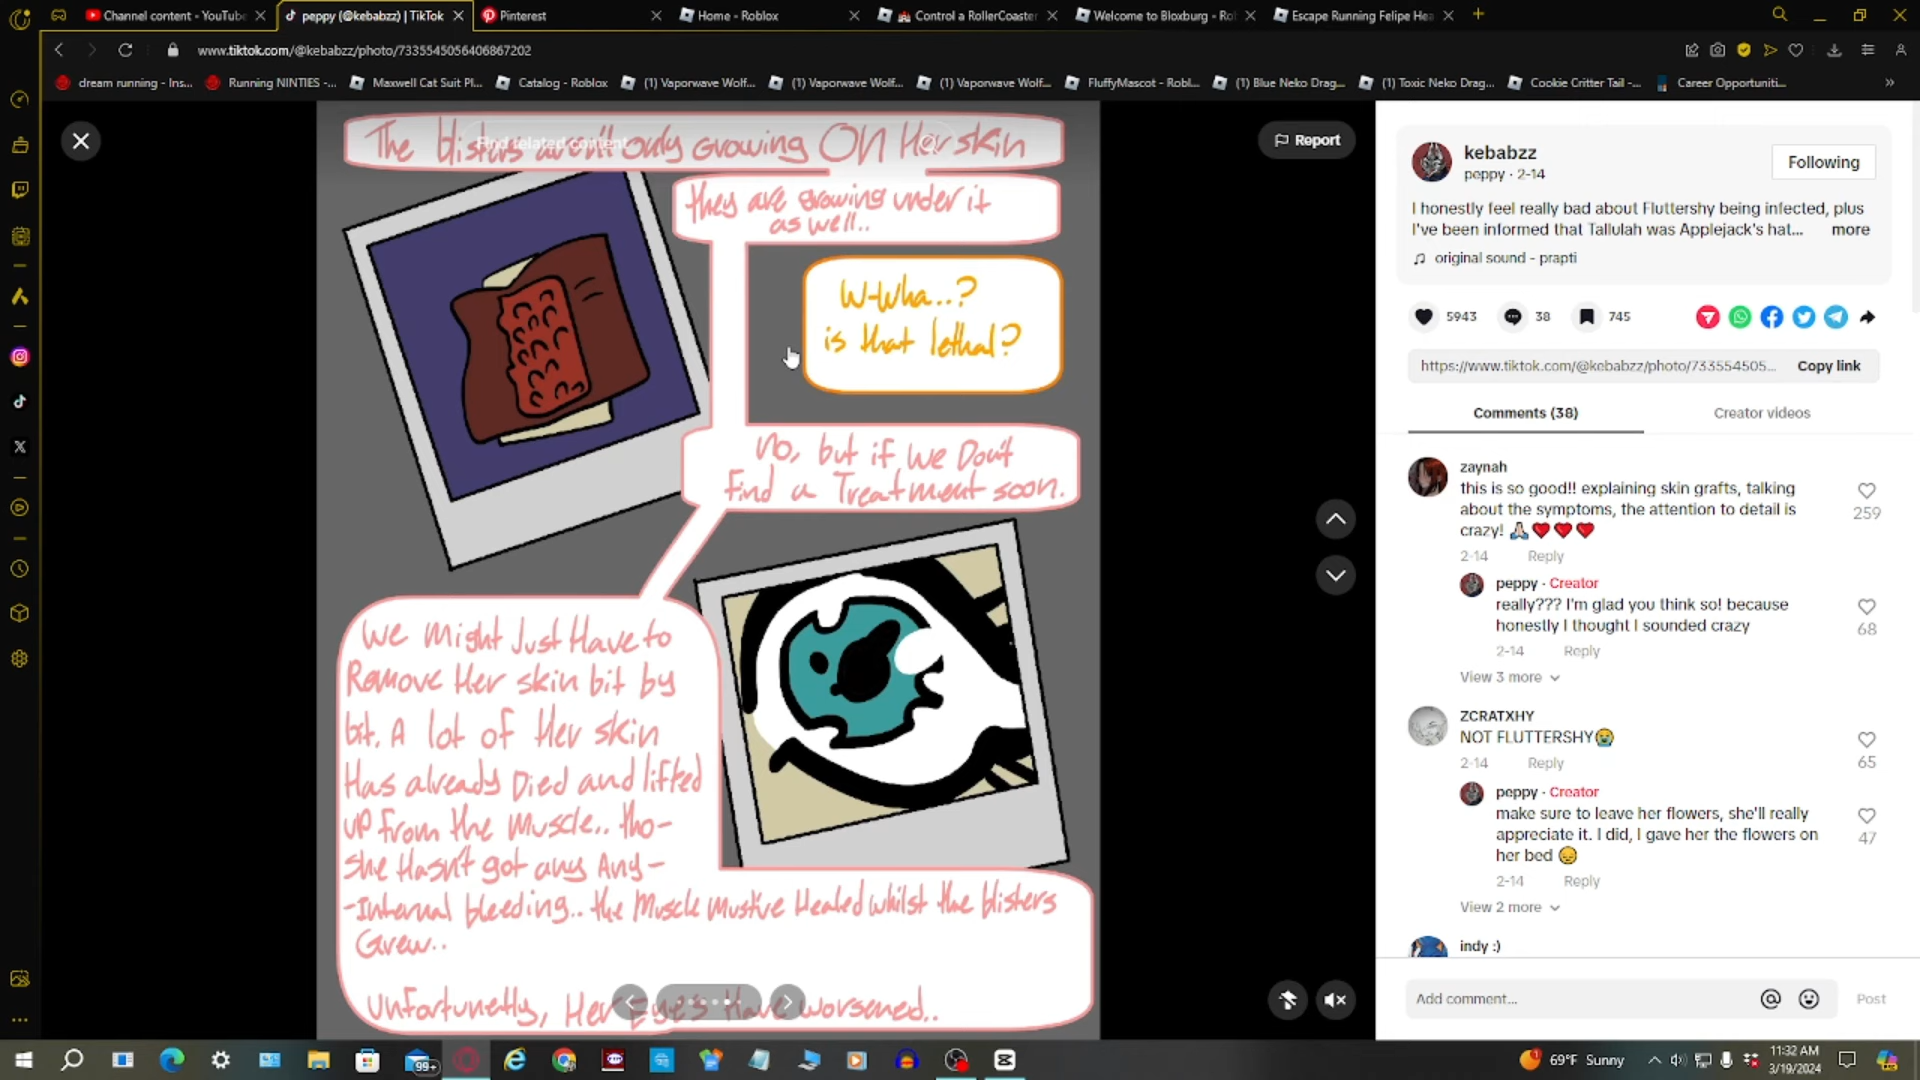 Channel content - YouTube
peppy (@kebabzz) | TikTok
Pinterest
Home - Roblox
Control a RollerCoaster
Welcome to Bloxburg - Ro
Escape Running Felipe Hea
www.tiktok.com/@kebabzz/photo/7335545056406867202
dream running - Ins...
Running NINTIES -...
Maxwell Cat Suit Pl...
Catalog - Roblox
(1) Vaporwave Wolf...
(1) Vaporwave Wolf...
(1) Vaporwave Wolf...
FluffyMascot - Robl...
(1) Blue Neko Drag...
(1) Toxic Neko Drag...
Cookie Critter Tail -...
Career Opportuniti...
Find related content
The blisters aren't only growing ON Her skin
they are growing under it
as well..
W-Wha...?
is that lethal?
No, but if we Don't
Find a Treatment soon.
We Might Just Have to
Remove Her skin bit by
bit. A lot of Her skin
Has already Died and lifted
up from the Muscle.. tho-
she Hasn't got any Any-
-Internal bleeding.. the Muscle must've Healed whilst the blisters
Grew..
Unfortunetly, Her Eye's Have worsened..
Report
kebabzz
peppy · 2-14
Following
I honestly feel really bad about Fluttershy being infected, plus
I've been informed that Tallulah was Applejack's hat... more
original sound - prapti
5943
38
745
https://www.tiktok.com/@kebabzz/photo/733554505...
Copy link
Comments (38)
Creator videos
zaynah
this is so good!! explaining skin grafts, talking
about the symptoms, the attention to detail is
crazy! 🙏🏻❤️❤️❤️
259
2-14 Reply
peppy · Creator
really??? I'm glad you think so! because
honestly I thought I sounded crazy
68
2-14 Reply
View 3 more
ZCRATXHY
NOT FLUTTERSHY😭
65
2-14 Reply
peppy · Creator
make sure to leave her flowers, she'll really
appreciate it. I did, I gave her the flowers on
her bed 😞
47
2-14 Reply
View 2 more
indy :)
Add comment...
Post
99+
69°F Sunny
11:32 AM
3/19/2024